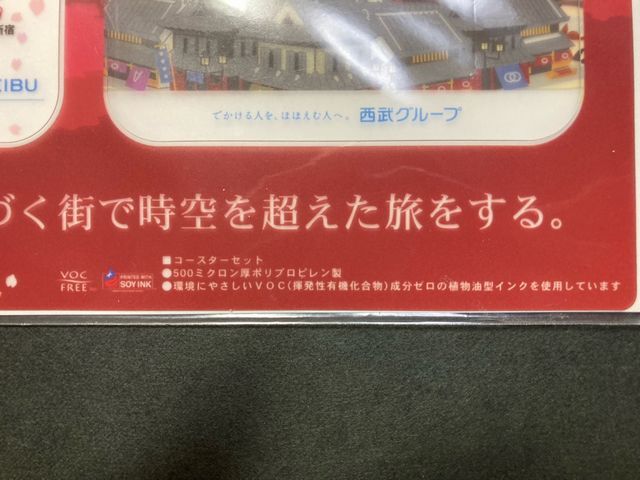 新宿
EIBU
でかける人を、ほほえむ人へ。 西武グループ
づく街で時空を超えた旅をする。
■コースターセット
●500ミクロン厚ポリプロピレン製
●環境にやさしいVOC(揮発性有機化合物)成分ゼロの植物油型インクを使用しています
VOC
FREE
PRINTED WITH
SOY INK